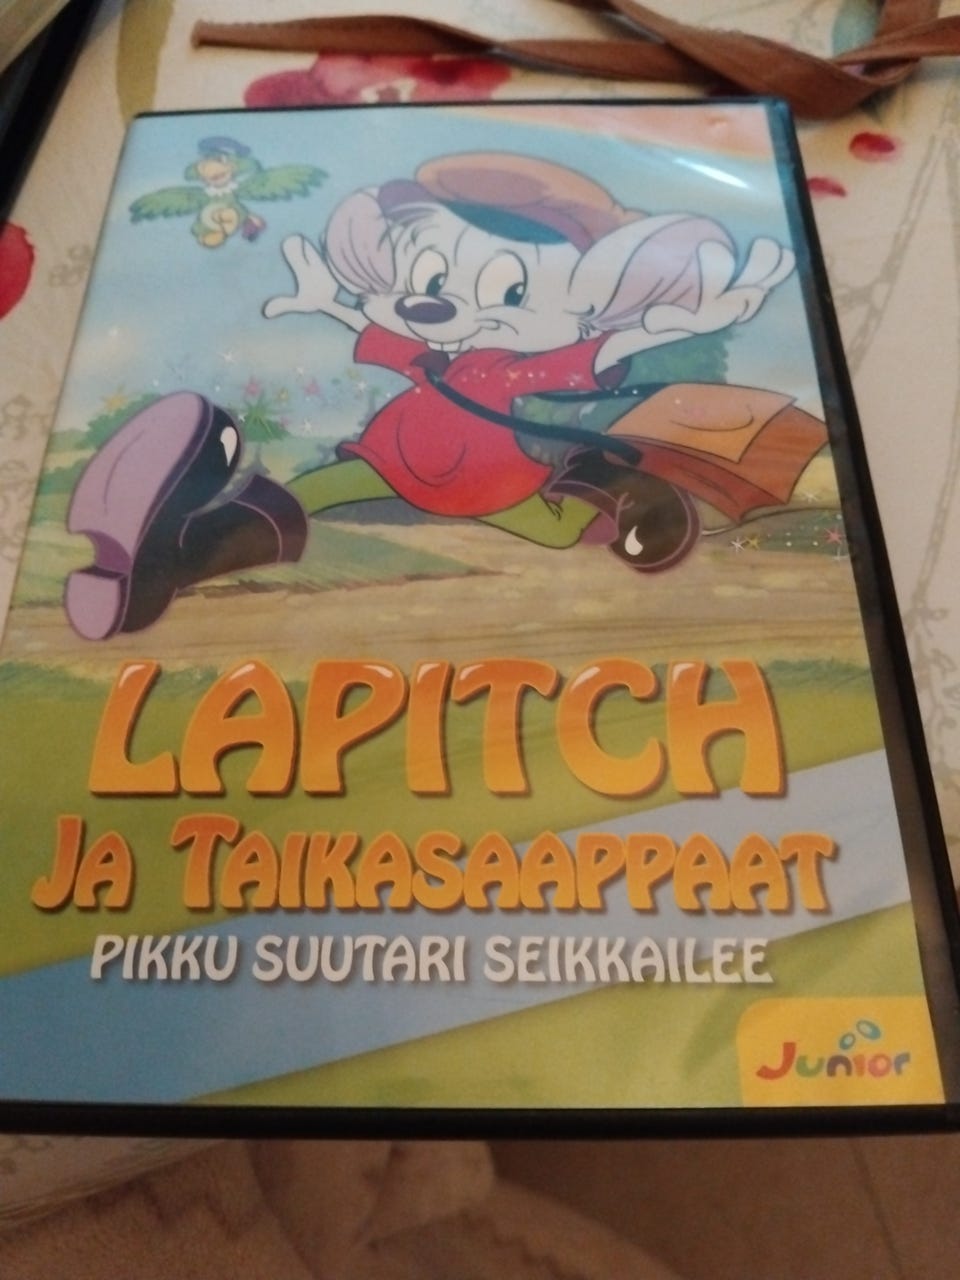 LAPITCH
JA TAIKASAAPPAAT
PIKKU SUUTARI SEIKKAILEE
Junior